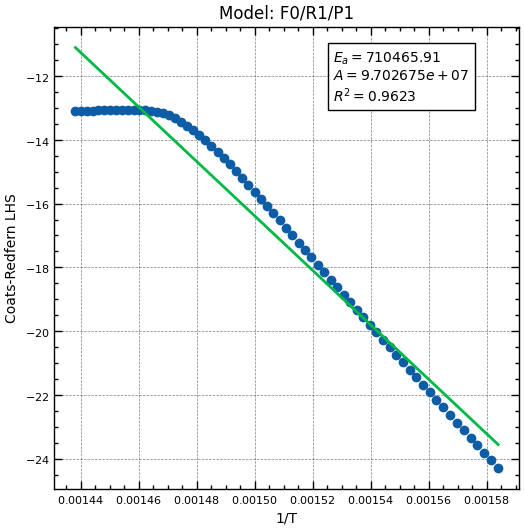 Model: F0/R1/P1
E_a = 710465.91
A = 9.702675e + 07
R² = 0.9623
−12
−14
−16
−18
−20
−22
−24
Coats-Redfern LHS
0.00144 0.00146 0.00148 0.00150 0.00152 0.00154 0.00156 0.00158
1/T